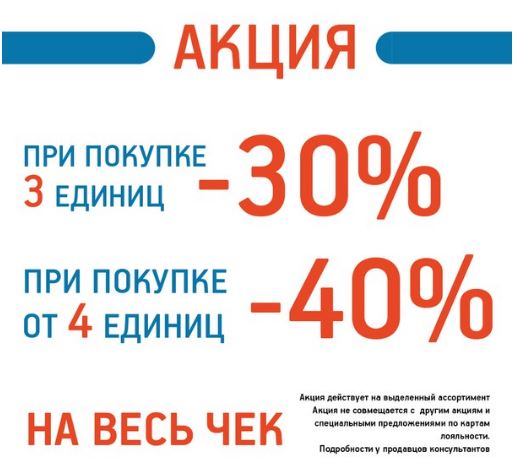 АКЦИЯ
ПРИ ПОКУПКЕ
3 ЕДИНИЦ
-30%
ПРИ ПОКУПКЕ
ОТ 4 ЕДИНИЦ
-40%
НА ВЕСЬ ЧЕК
Акция действует на выделенный ассортимент
Акция не совмещается с другим акциям и
специальными предложениями по картам
лояльности.
Подробности у продавцов консультантов